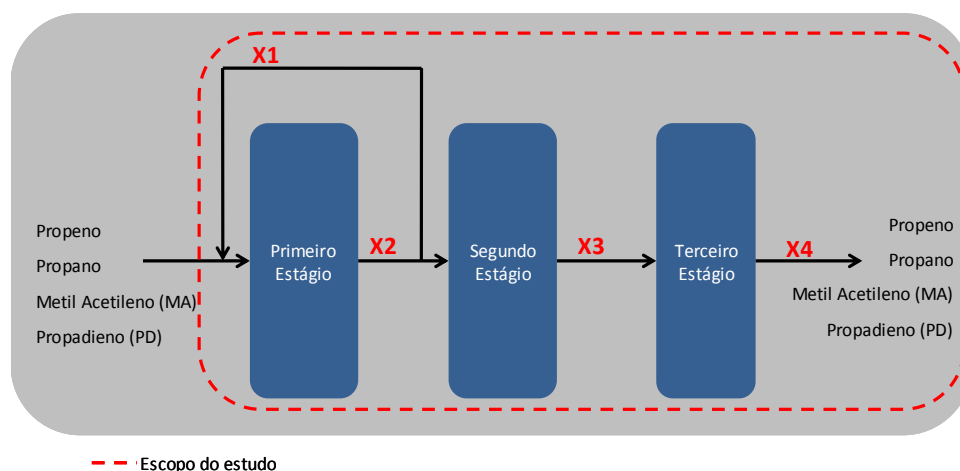 X1
Propeno
Propano
Metil Acetileno (MA)
Propadieno (PD)
Primeiro
Estágio
X2
Segundo
Estágio
X3
Terceiro
Estágio
X4
Propeno
Propano
Metil Acetileno (MA)
Propadieno (PD)
Escopo do estudo